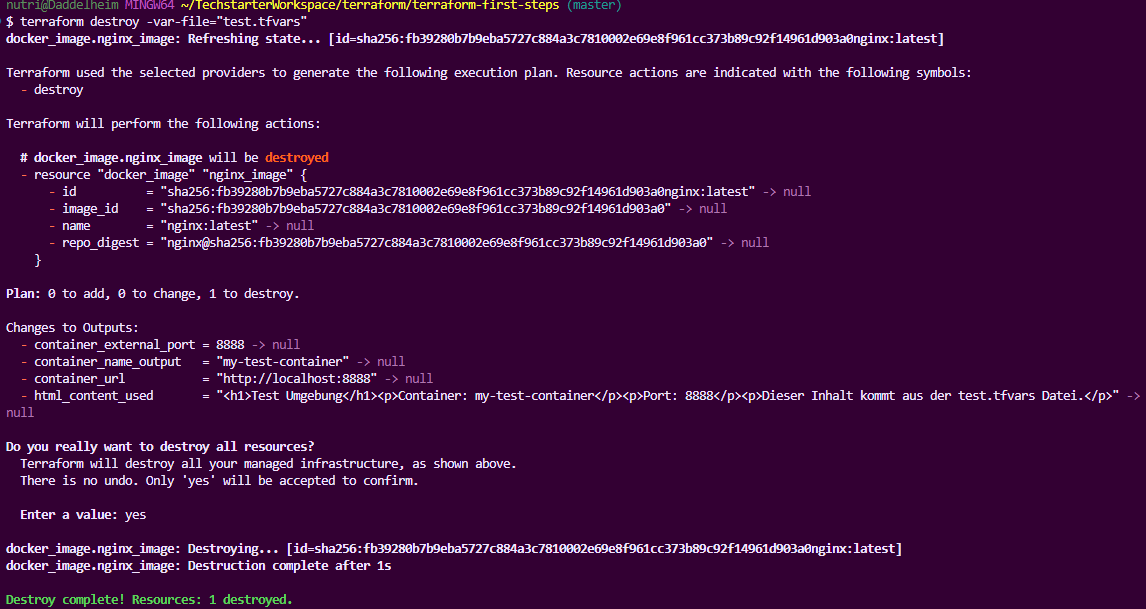 nutri@Daddelheim MINGW64 ~/TechstarterWorkspace/terraform/terraform-first-steps (master)
$ terraform destroy -var-file="test.tfvars"
docker_image.nginx_image: Refreshing state... [id=sha256:fb39280b7b9eba5727c884a3c7810002e69e8f961cc373b89c92f14961d903a0nginx:latest]
Terraform used the selected providers to generate the following execution plan. Resource actions are indicated with the following symbols:
- destroy
Terraform will perform the following actions:
# docker_image.nginx_image will be destroyed
- resource "docker_image" "nginx_image" {
- id          = "sha256:fb39280b7b9eba5727c884a3c7810002e69e8f961cc373b89c92f14961d903a0nginx:latest" -> null
- image_id    = "sha256:fb39280b7b9eba5727c884a3c7810002e69e8f961cc373b89c92f14961d903a0" -> null
- name        = "nginx:latest" -> null
- repo_digest = "nginx@sha256:fb39280b7b9eba5727c884a3c7810002e69e8f961cc373b89c92f14961d903a0" -> null
}
Plan: 0 to add, 0 to change, 1 to destroy.
Changes to Outputs:
- container_external_port = 8888 -> null
- container_name_output   = "my-test-container" -> null
- container_url           = "http://localhost:8888" -> null
- html_content_used       = "<h1>Test Umgebung</h1><p>Container: my-test-container</p><p>Port: 8888</p><p>Dieser Inhalt kommt aus der test.tfvars Datei.</p>" ->
null
Do you really want to destroy all resources?
Terraform will destroy all your managed infrastructure, as shown above.
There is no undo. Only 'yes' will be accepted to confirm.
Enter a value: yes
docker_image.nginx_image: Destroying... [id=sha256:fb39280b7b9eba5727c884a3c7810002e69e8f961cc373b89c92f14961d903a0nginx:latest]
docker_image.nginx_image: Destruction complete after 1s
Destroy complete! Resources: 1 destroyed.